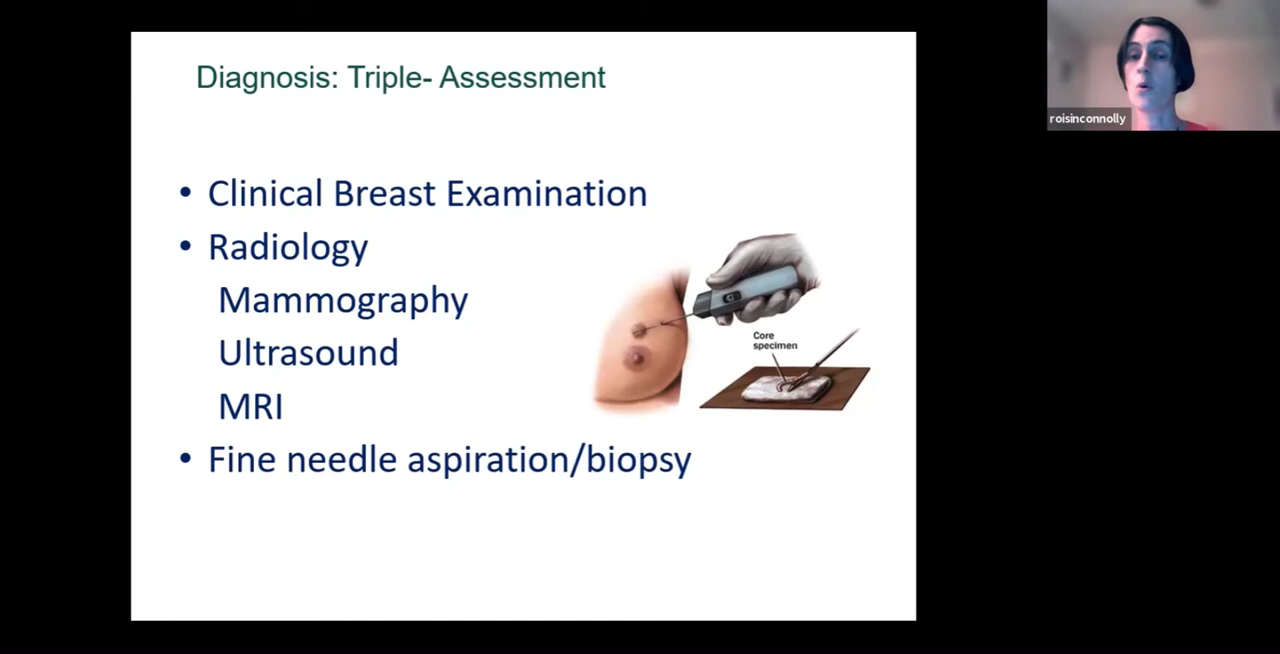 Diagnosis: Triple- Assessment
• Clinical Breast Examination
• Radiology
Mammography
Ultrasound
MRI
• Fine needle aspiration/biopsy
Core
specimen
roisinconnolly